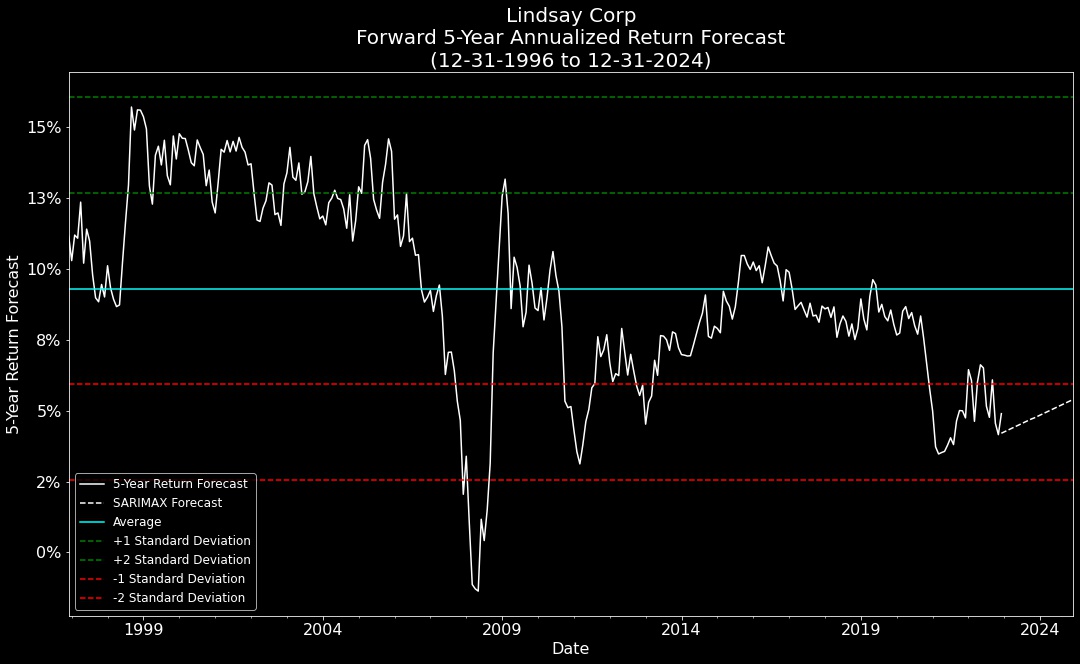 Lindsay Corp
Forward 5-Year Annualized Return Forecast
(12-31-1996 to 12-31-2024)
5-Year Return Forecast
15%
13%
10%
8%
5%
2%
0%
5-Year Return Forecast
SARIMAX Forecast
Average
+1 Standard Deviation
+2 Standard Deviation
-1 Standard Deviation
-2 Standard Deviation
1999 2004 2009 2014 2019 2024
Date